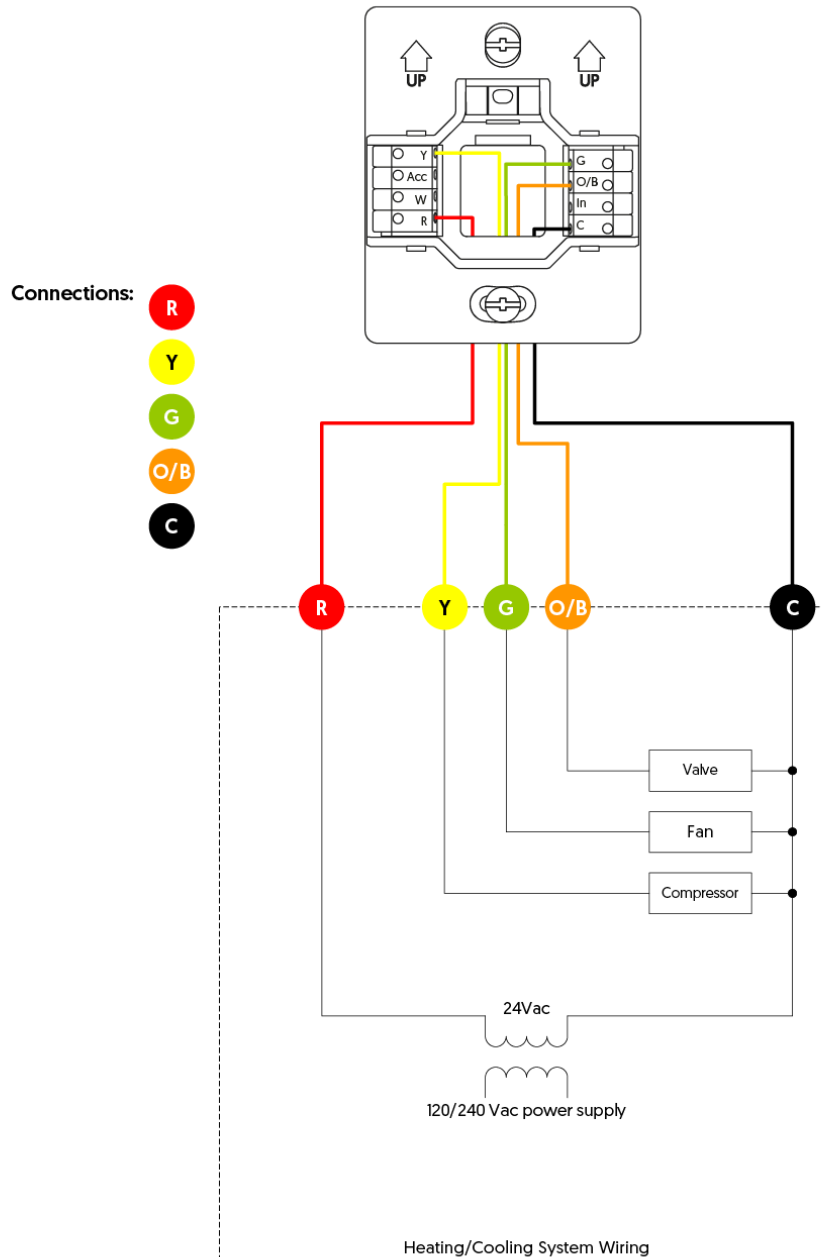 UP UP
Y
Acc
W
R
G
O/B
In
C
Connections:
R
Y
G
O/B
C
R Y G O/B C
Valve
Fan
Compressor
24Vac
120/240 Vac power supply
Heating/Cooling System Wiring